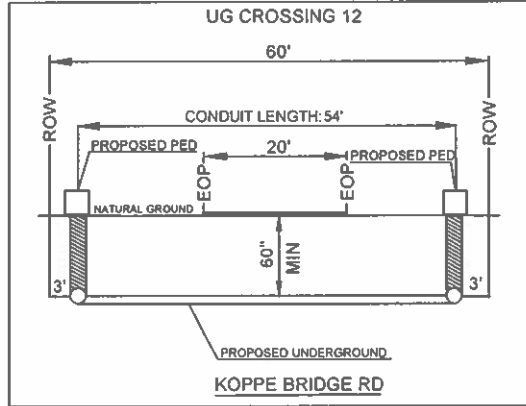 UG CROSSING 12
60'
ROW
ROW
CONDUIT LENGTH: 54'
PROPOSED PED
20'
PROPOSED PED
EOP
EOP
NATURAL GROUND
60" MIN
3'
3'
PROPOSED UNDERGROUND
KOPPE BRIDGE RD